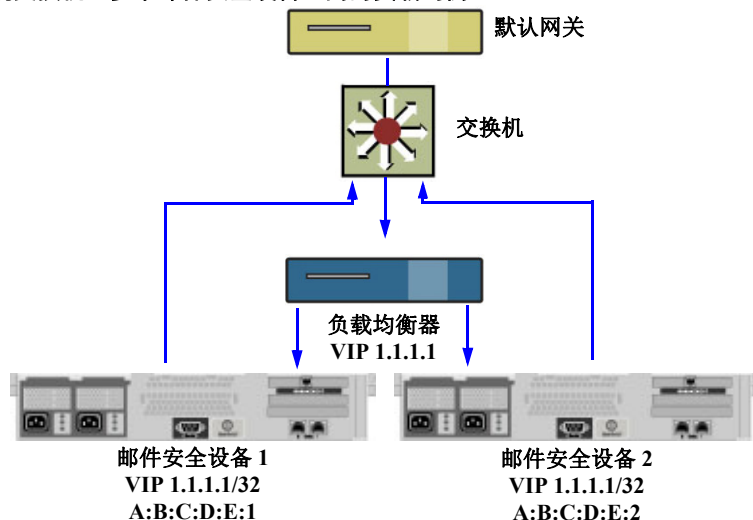 默认网关
交换机
负载均衡器
VIP 1.1.1.1
邮件安全设备 1
VIP 1.1.1.1/32
A:B:C:D:E:1
邮件安全设备 2
VIP 1.1.1.1/32
A:B:C:D:E:2